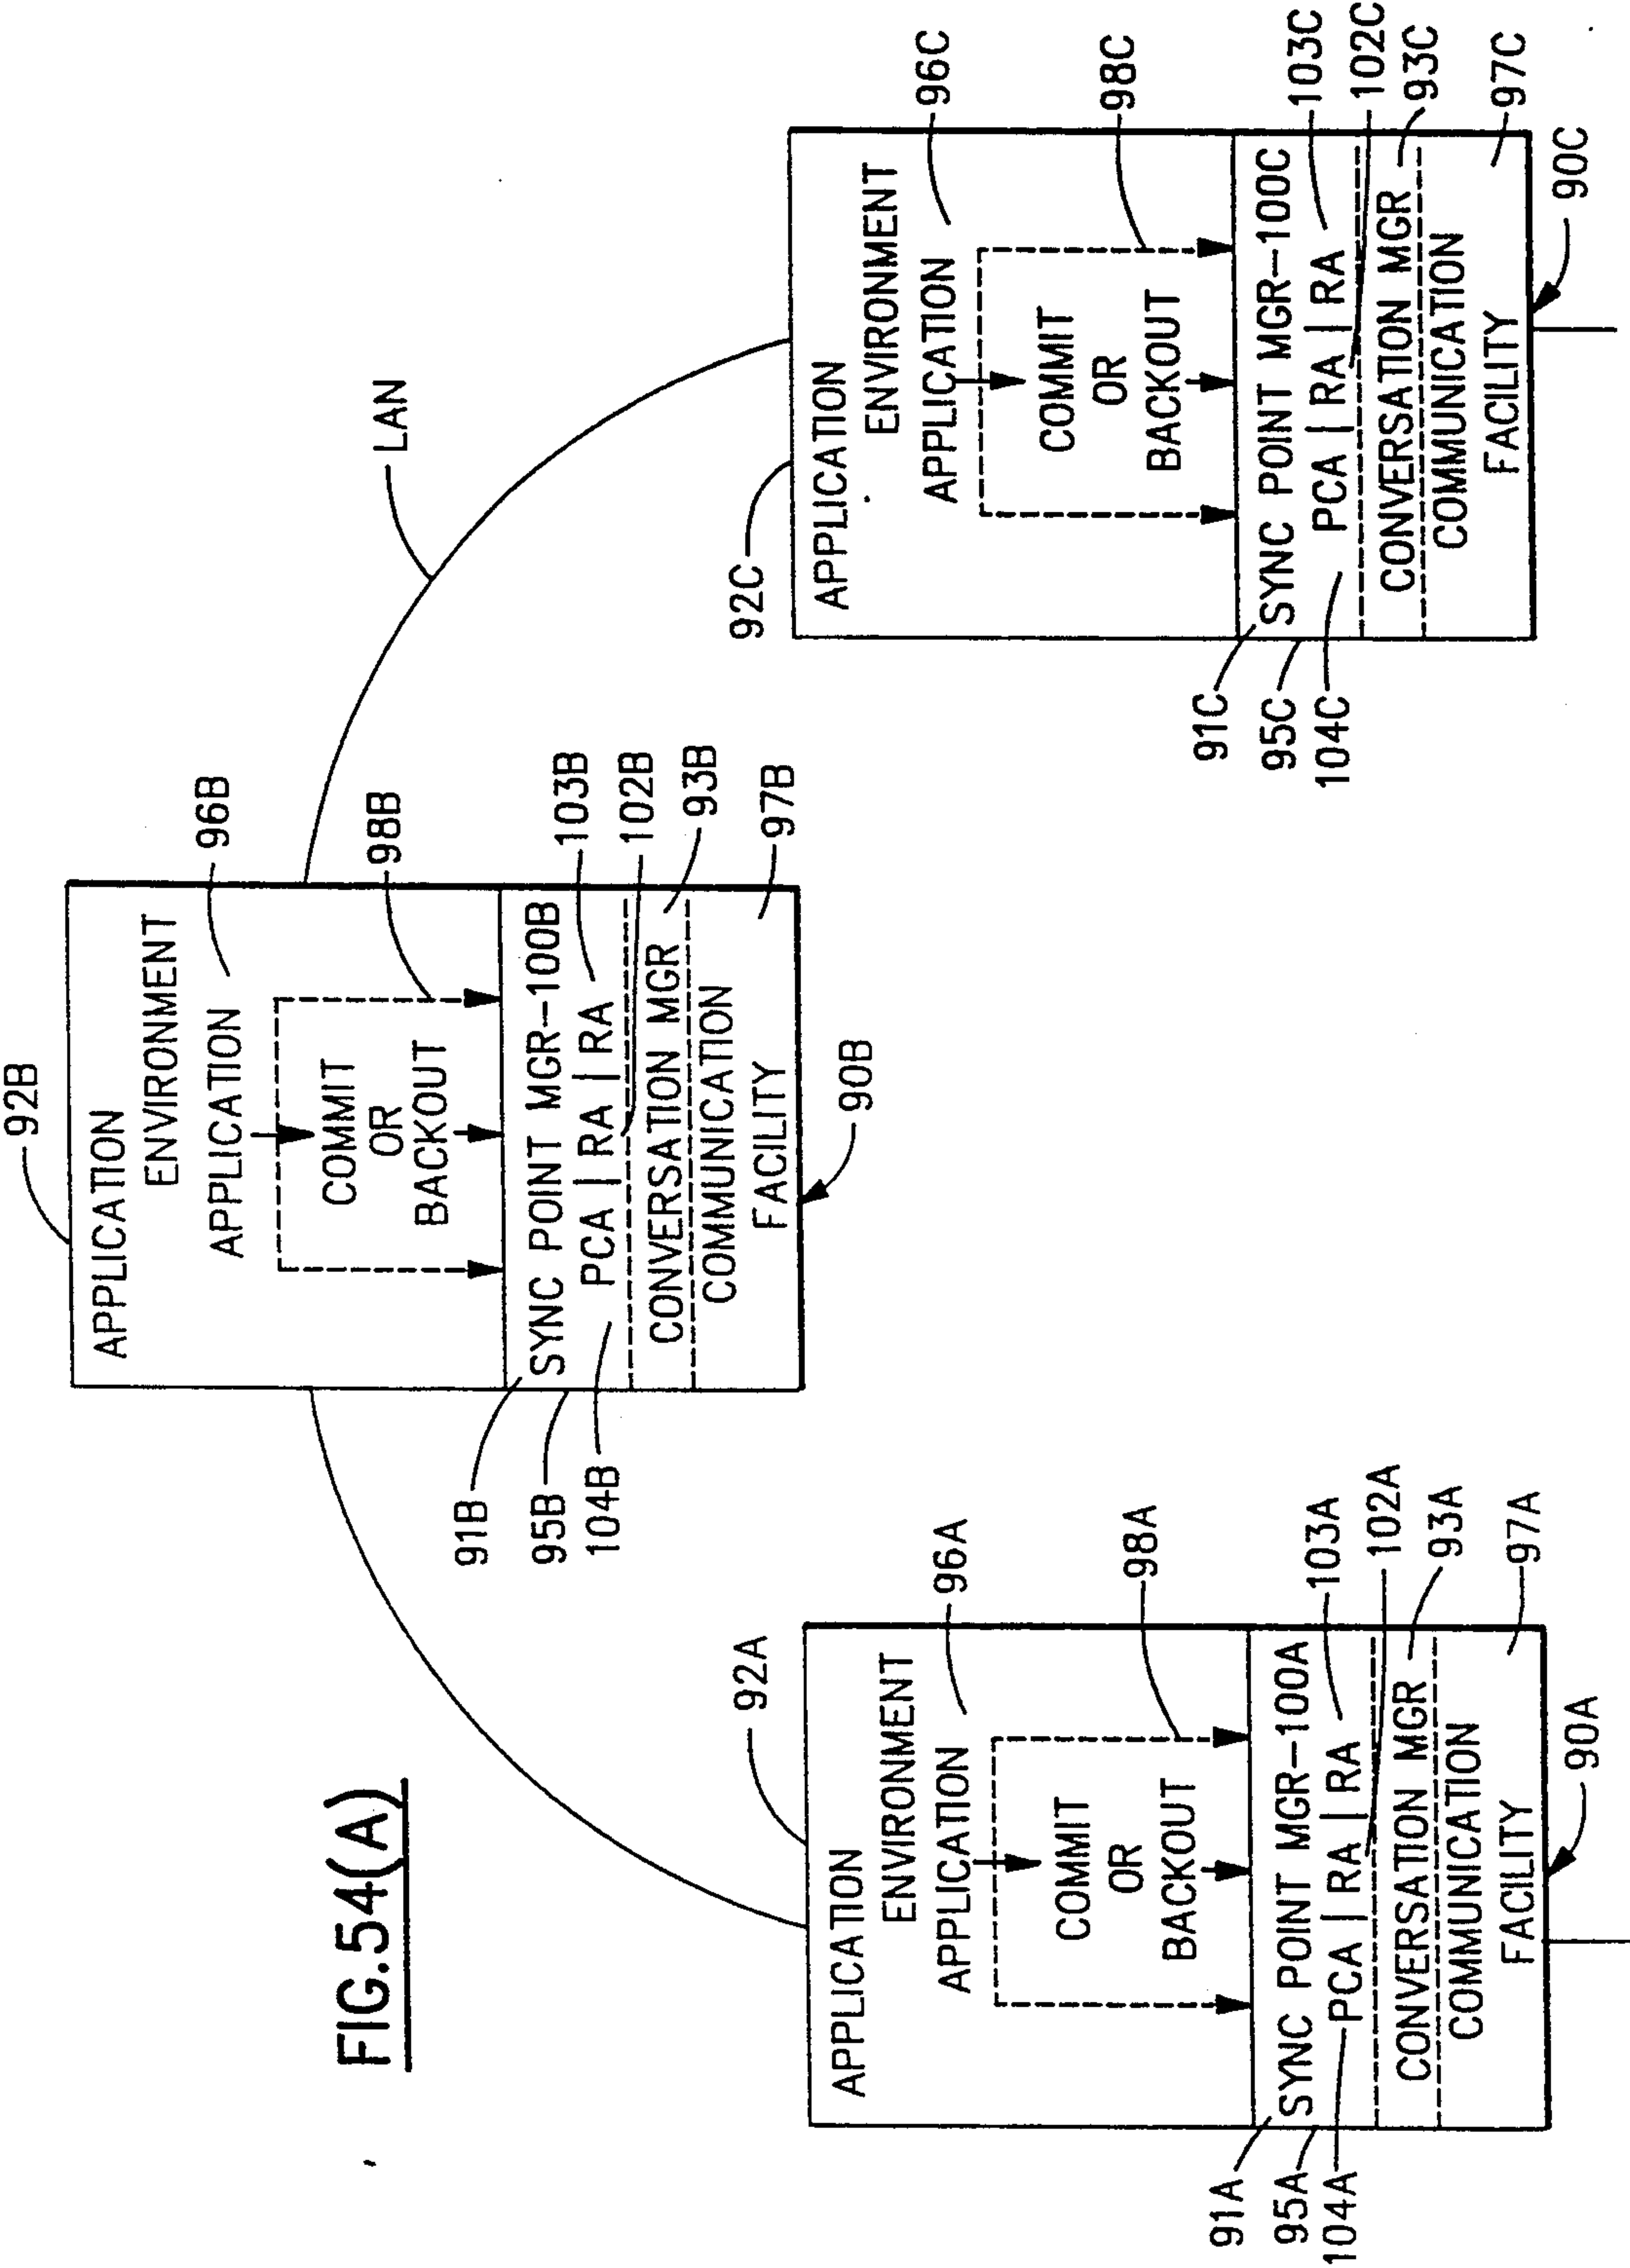 FIG.54(A)
LAN
92A
APPLICATION
ENVIRONMENT
APPLICATION
96A
COMMIT
OR
BACKOUT
98A
91A
SYNC POINT MGR-100A
95A
104A
PCA | RA | RA
103A
102A
CONVERSATION MGR
93A
COMMUNICATION
FACILITY
97A
90A
92B
APPLICATION
ENVIRONMENT
APPLICATION
96B
COMMIT
OR
BACKOUT
98B
91B
SYNC POINT MGR-100B
95B
104B
PCA | RA | RA
103B
102B
CONVERSATION MGR
93B
COMMUNICATION
FACILITY
97B
90B
92C
APPLICATION
ENVIRONMENT
APPLICATION
96C
COMMIT
OR
BACKOUT
98C
91C
SYNC POINT MGR-100C
95C
104C
PCA | RA | RA
103C
102C
CONVERSATION MGR
93C
COMMUNICATION
FACILITY
97C
90C